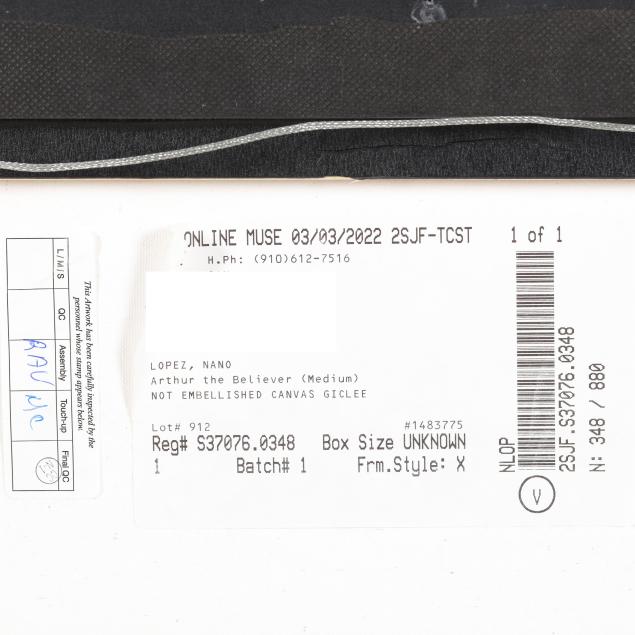 ONLINE MUSE 03/03/2022 2SJF-TCST 1 of 1
H.Ph: (910)612-7516
LOPEZ, NANO
Arthur the Believer (Medium)
NOT EMBELLISHED CANVAS GICLEE
Lot# 912 #1483775
Reg# S37076.0348 Box Size UNKNOWN
1 Batch# 1 Frm.Style: X
NLOP
2SJF.S37076.0348
N: 348 / 880
V
This Artwork has been carefully inspected by the
personnel whose stamp appears below.
L/M/S QC Assembly Touch-up Final QC